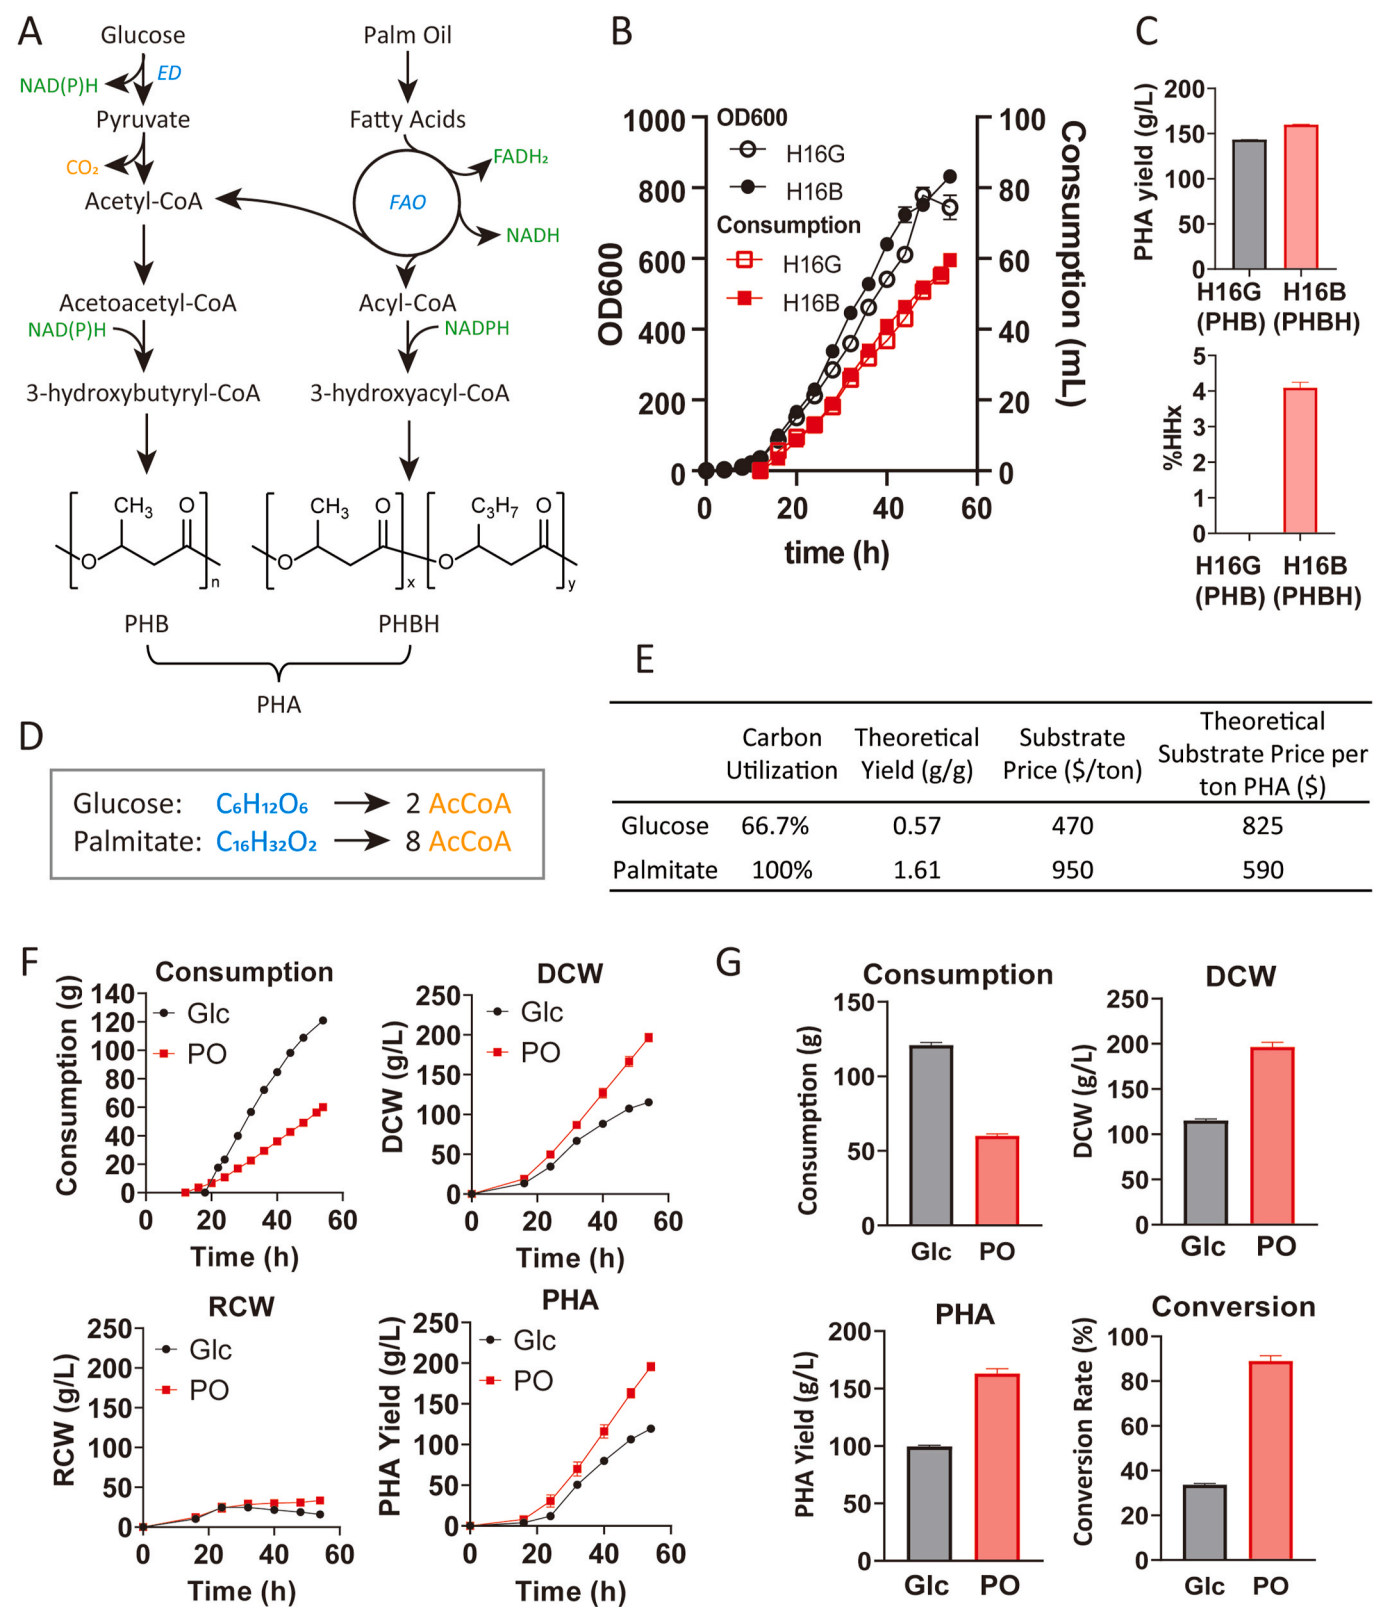 A
Glucose
Palm Oil
NAD(P)H
ED
Pyruvate
Fatty Acids
CO₂
FADH₂
Acetyl-CoA
FAO
NADH
Acetoacetyl-CoA
Acyl-CoA
NAD(P)H
NADPH
3-hydroxybutyryl-CoA
3-hydroxyacyl-CoA
CH₃ O
O
n
CH₃ O
O
x
C₃H₇ O
O
y
PHB
PHBH
PHA
B
OD600
H16G
H16B
Consumption
H16G
H16B
1000
800
600
400
200
0
OD600
100
80
60
40
20
0
Consumption (mL)
0 20 40 60
time (h)
C
PHA yield (g/L)
200
150
100
50
0
H16G H16B
(PHB) (PHBH)
%HHx
5
4
3
2
1
0
H16G H16B
(PHB) (PHBH)
D
Glucose: C₆H₁₂O₆ 2 AcCoA
Palmitate: C₁₆H₃₂O₂ 8 AcCoA
E
Carbon Utilization
Theoretical Yield (g/g)
Substrate Price ($/ton)
Theoretical Substrate Price per ton PHA ($)
Glucose 66.7% 0.57 470 825
Palmitate 100% 1.61 950 590
F
Consumption
Glc
PO
Consumption (g)
140
120
100
80
60
40
20
0
0 20 40 60
Time (h)
DCW
Glc
PO
DCW (g/L)
250
200
150
100
50
0
0 20 40 60
Time (h)
RCW
Glc
PO
RCW (g/L)
250
200
150
100
50
0
0 20 40 60
Time (h)
PHA
Glc
PO
PHA Yield (g/L)
250
200
150
100
50
0
0 20 40 60
Time (h)
G
Consumption
Consumption (g)
150
100
50
0
Glc PO
DCW
DCW (g/L)
250
200
150
100
50
0
Glc PO
PHA
PHA Yield (g/L)
200
150
100
50
0
Glc PO
Conversion
Conversion Rate (%)
100
80
60
40
20
0
Glc PO